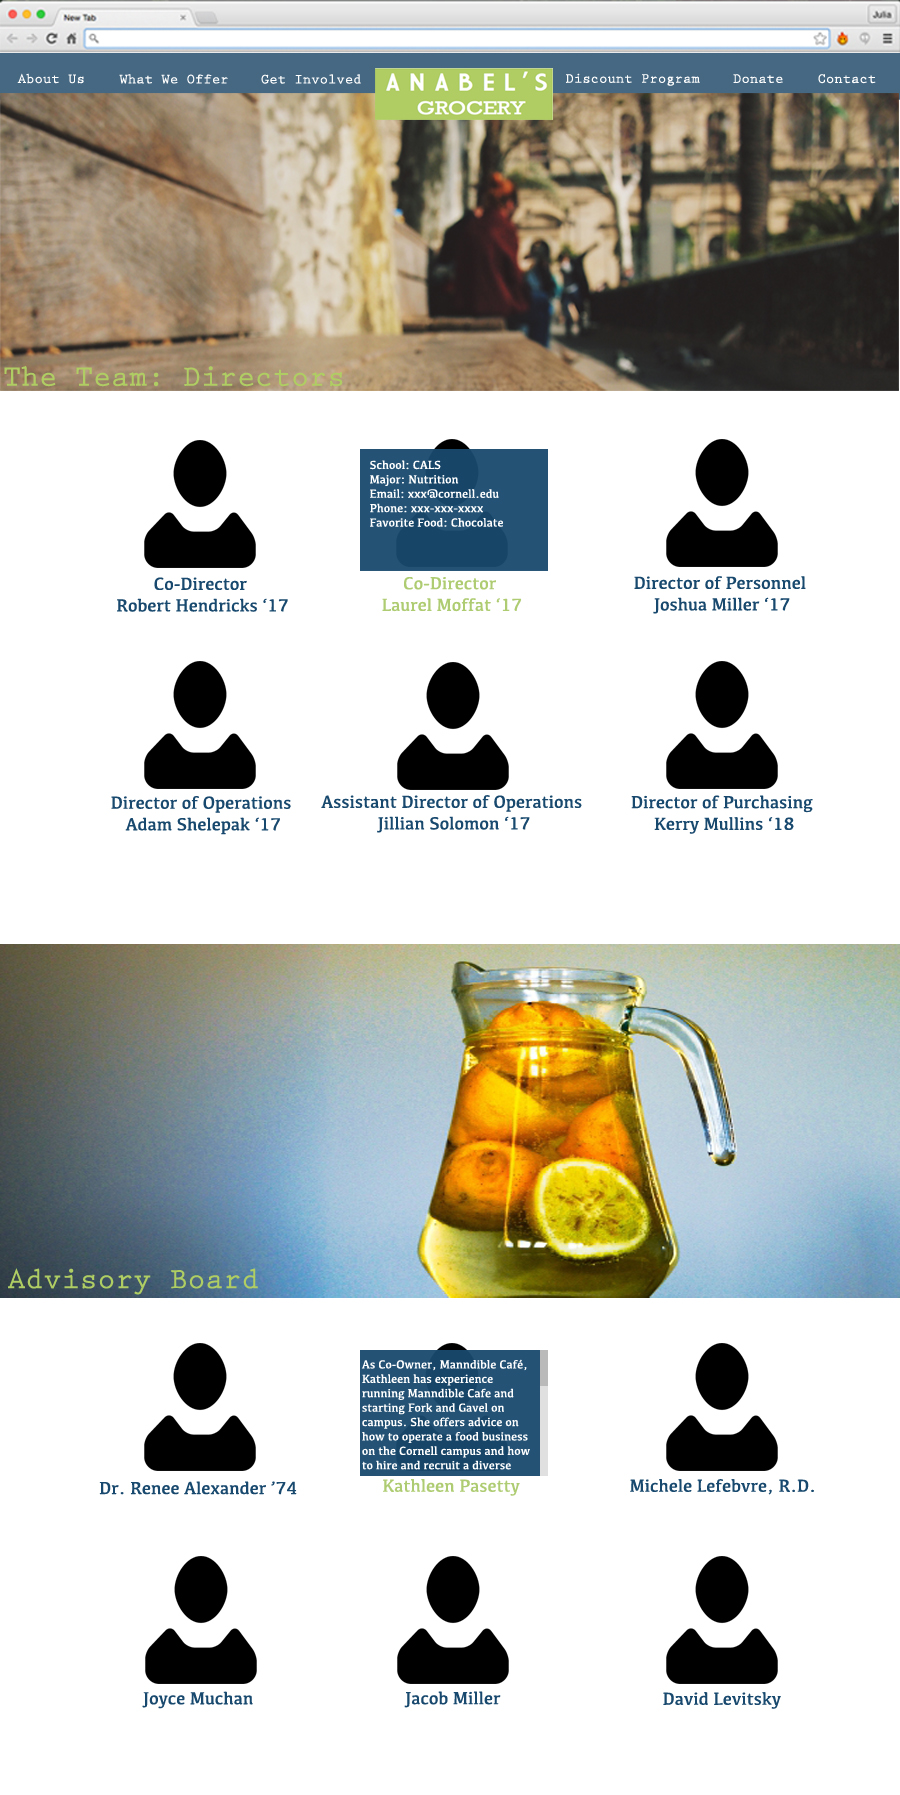 New Tab
Julia
About Us What We Offer Get Involved ANABEL'S Discount Program Donate Contact
GROCERY
The Team: Directors
School: CALS
Major: Nutrition
Email: xxx@cornell.edu
Phone: xxx-xxx-xxxx
Favorite Food: Chocolate
Co-Director
Robert Hendricks ‘17
Co-Director
Laurel Moffat ‘17
Director of Personnel
Joshua Miller ‘17
Director of Operations
Adam Shelepak ‘17
Assistant Director of Operations
Jillian Solomon ‘17
Director of Purchasing
Kerry Mullins ‘18
Advisory Board
As Co-Owner, Manndible Café,
Kathleen has experience
running Manndible Cafe and
starting Fork and Gavel on
campus. She offers advice on
how to operate a food business
on the Cornell campus and how
to hire and recruit a diverse
Dr. Renee Alexander ’74
Kathleen Pasetty
Michele Lefebvre, R.D.
Joyce Muchan
Jacob Miller
David Levitsky